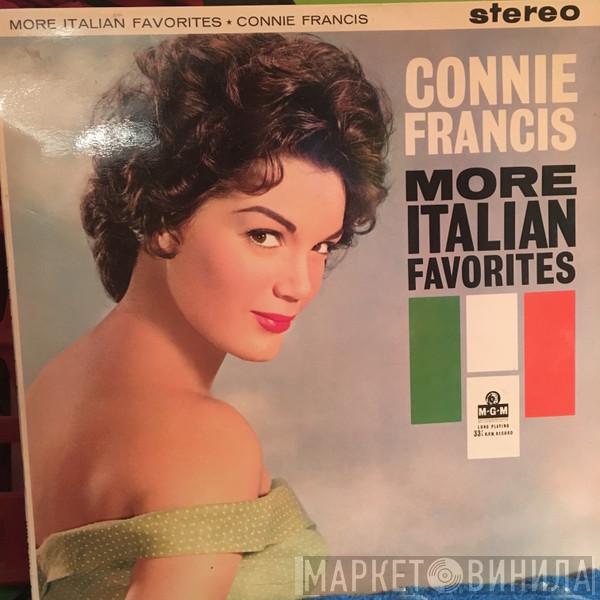 MORE ITALIAN FAVORITES ★ CONNIE FRANCIS
stereo
CONNIE
FRANCIS
MORE
ITALIAN
FAVORITES
M-G-M
LONG PLAYING
33⅓ R.P.M. RECORD
МАРКЕТ ВИНИЛА